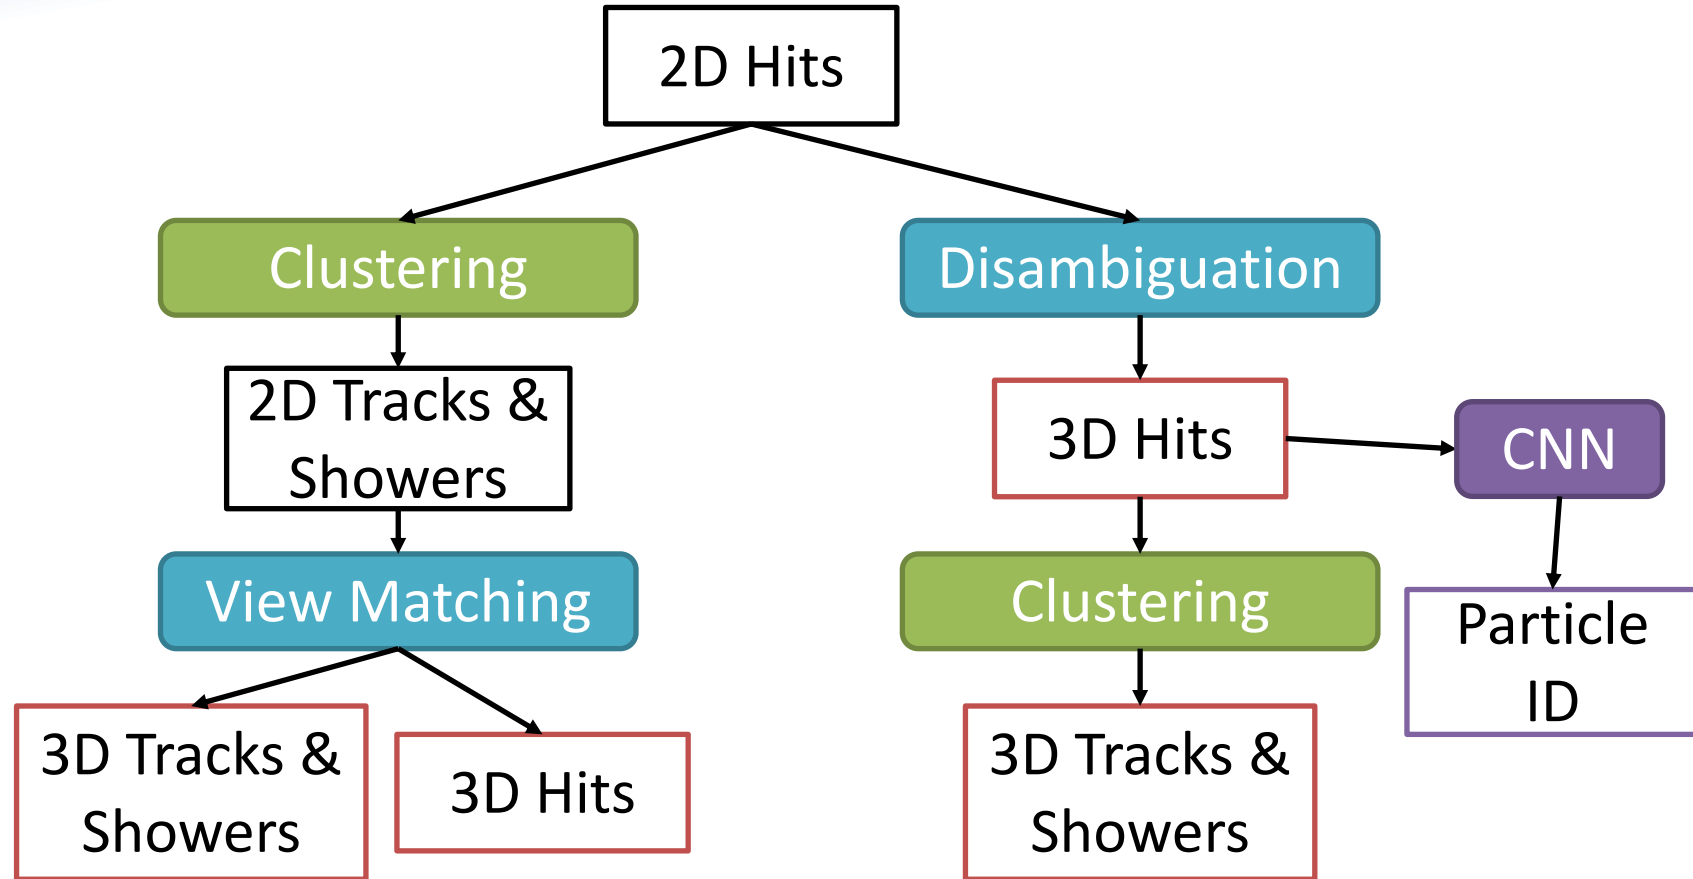 2D Hits
Clustering
Disambiguation
2D Tracks &
Showers
3D Hits
CNN
View Matching
Clustering
Particle
ID
3D Tracks &
Showers
3D Hits
3D Tracks &
Showers